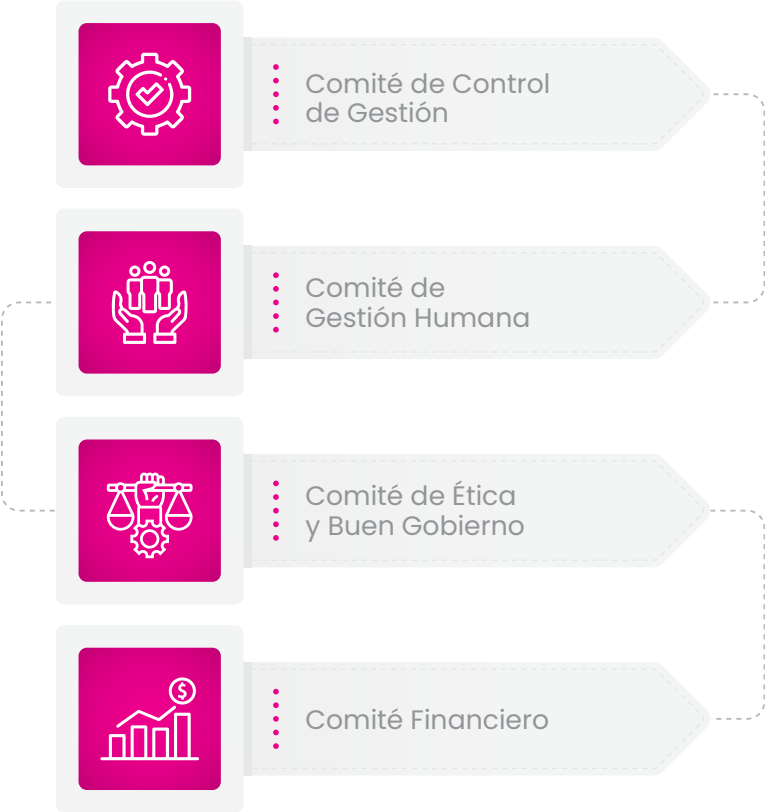 Comité de Control
de Gestión
Comité de
Gestión Humana
Comité de Ética
y Buen Gobierno
$
Comité Financiero